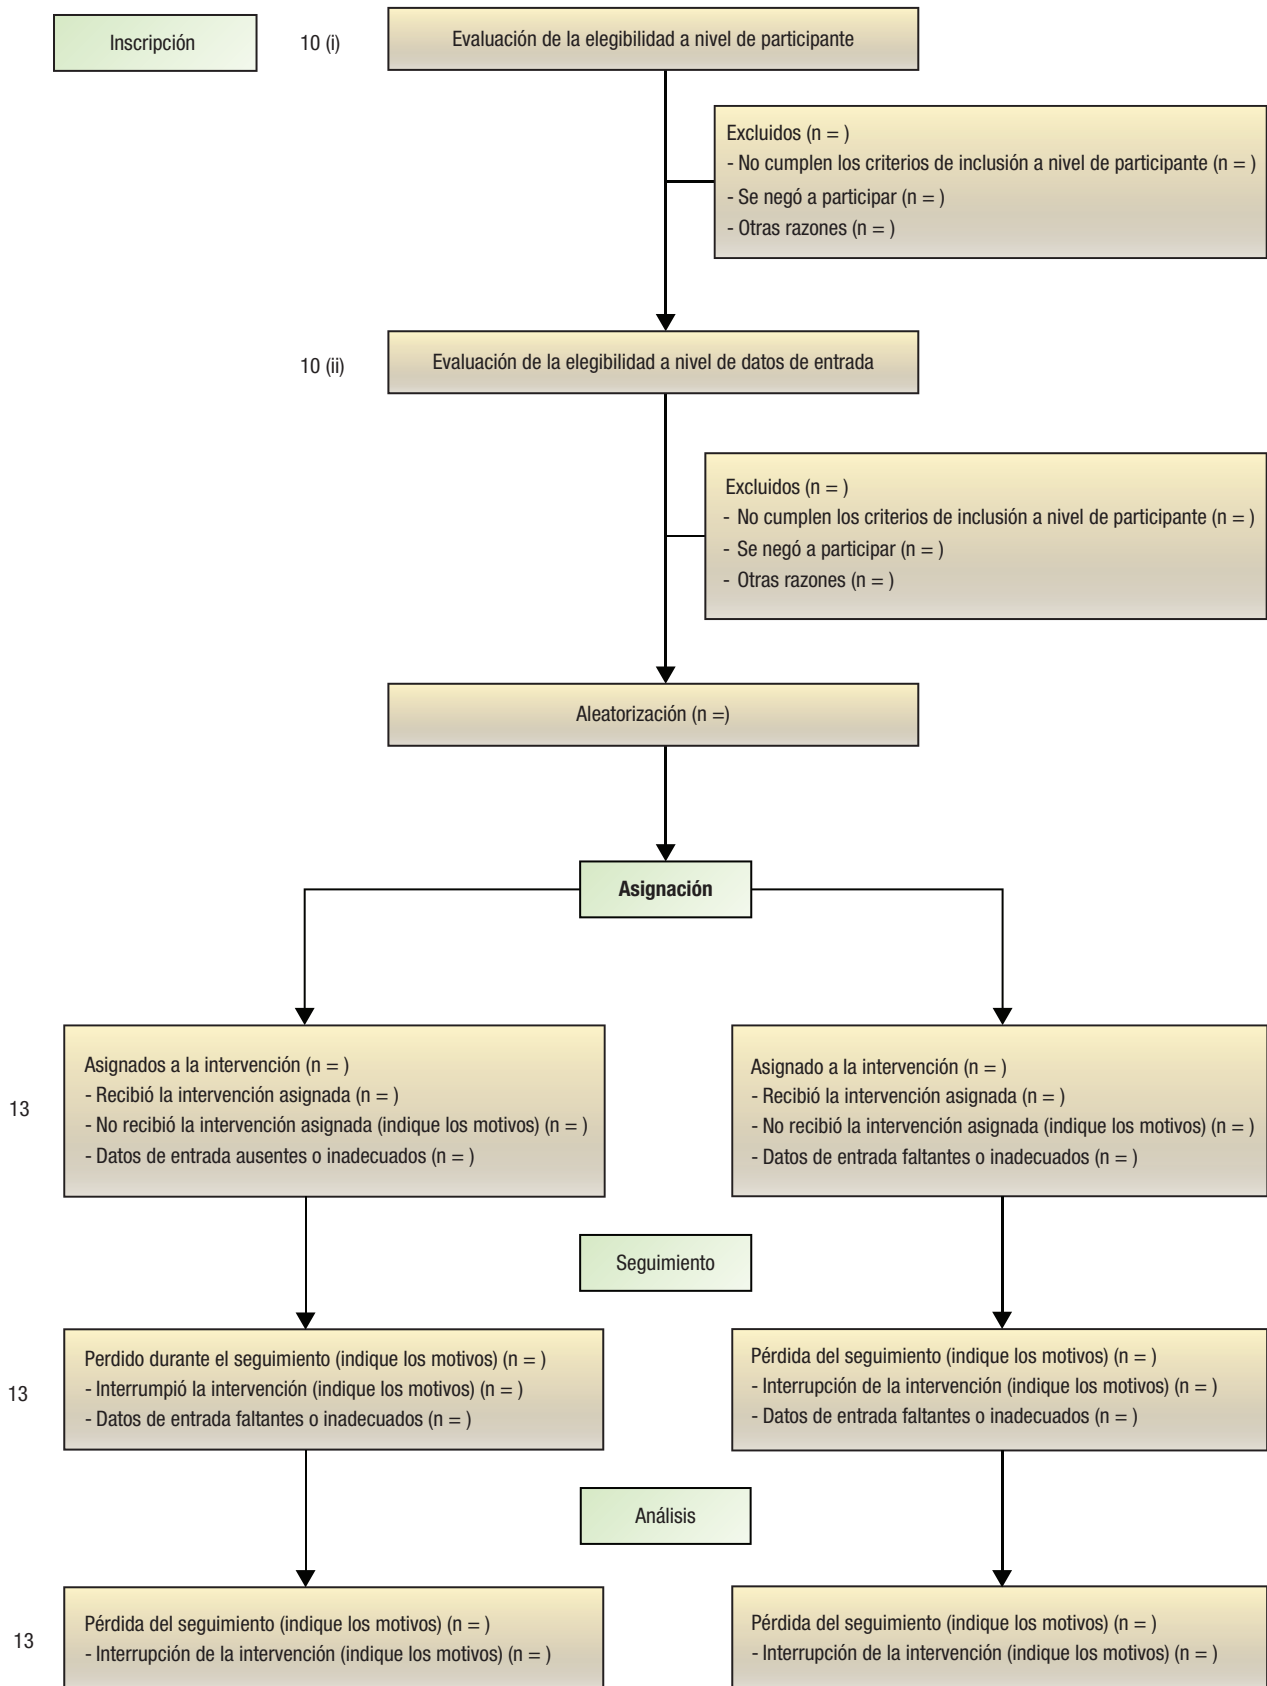 Inscripción
10 (i)
Evaluación de la elegibilidad a nivel de participante
Excluidos (n = )
- No cumplen los criterios de inclusión a nivel de participante (n = )
- Se negó a participar (n = )
- Otras razones (n = )
10 (ii)
Evaluación de la elegibilidad a nivel de datos de entrada
Excluidos (n = )
- No cumplen los criterios de inclusión a nivel de participante (n = )
- Se negó a participar (n = )
- Otras razones (n = )
Aleatorización (n =)
Asignación
13
Asignados a la intervención (n = )
- Recibió la intervención asignada (n = )
- No recibió la intervención asignada (indique los motivos) (n = )
- Datos de entrada ausentes o inadecuados (n = )
Asignado a la intervención (n = )
- Recibió la intervención asignada (n = )
- No recibió la intervención asignada (indique los motivos) (n = )
- Datos de entrada faltantes o inadecuados (n = )
Seguimiento
13
Perdido durante el seguimiento (indique los motivos) (n = )
- Interrumpió la intervención (indique los motivos) (n = )
- Datos de entrada faltantes o inadecuados (n = )
Pérdida del seguimiento (indique los motivos) (n = )
- Interrupción de la intervención (indique los motivos) (n = )
- Datos de entrada faltantes o inadecuados (n = )
Análisis
13
Pérdida del seguimiento (indique los motivos) (n = )
- Interrupción de la intervención (indique los motivos) (n = )
Pérdida del seguimiento (indique los motivos) (n = )
- Interrupción de la intervención (indique los motivos) (n = )